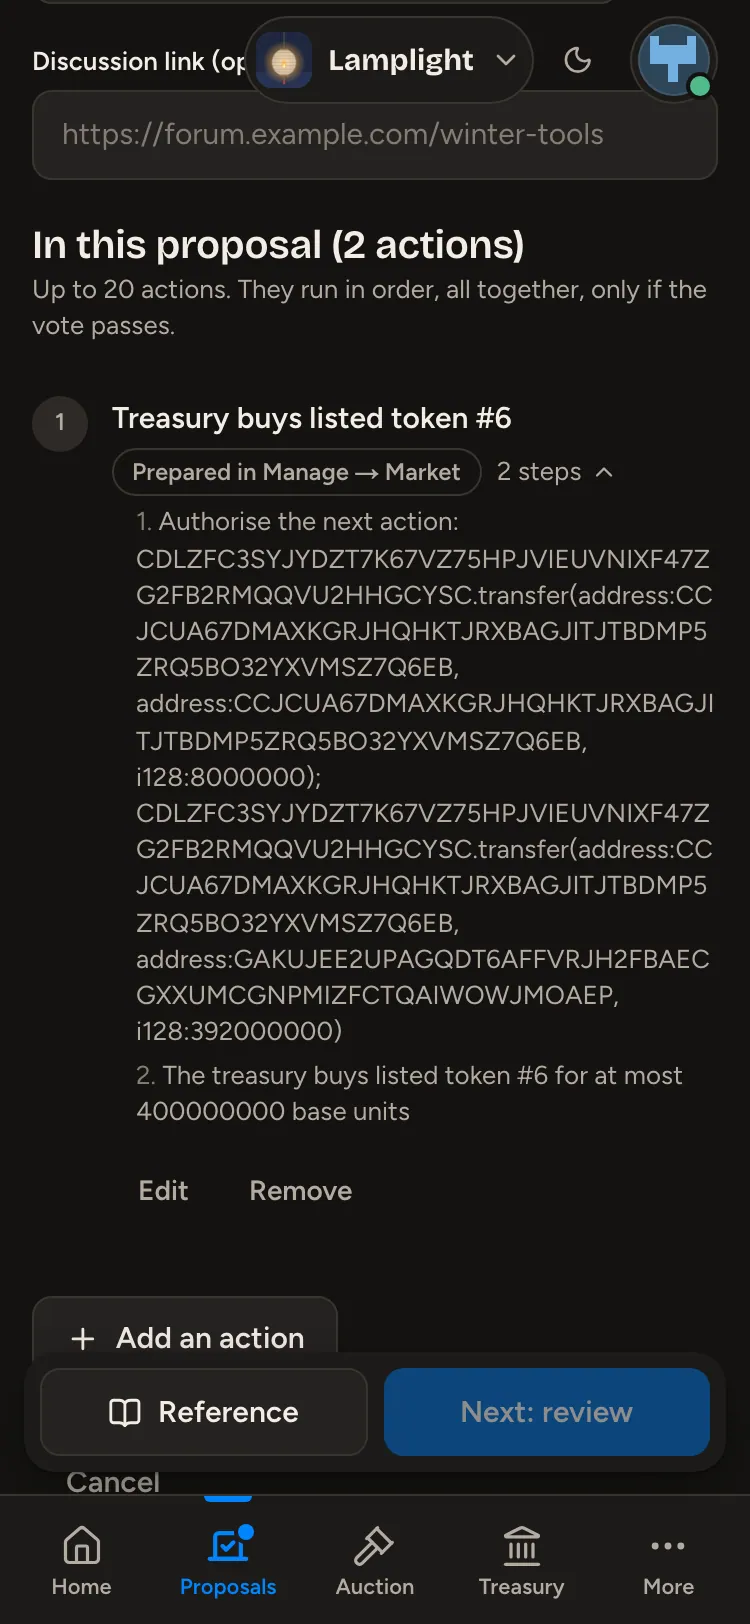 Discussion link (op
Lamplight
https://forum.example.com/winter-tools
In this proposal (2 actions)
Up to 20 actions. They run in order, all together, only if the
vote passes.
1
Treasury buys listed token #6
Prepared in Manage → Market
2 steps
1. Authorise the next action:
CDLZFC3SYJYDZT7K67VZ75HPJVIEUVNIXF47Z
G2FB2RMQQVU2HHGCYSC.transfer(address:CC
JCUA67DMAXKGRJHQHKTJRXBAGJITJTBDMP5
ZRQ5BO32YXVMSZ7Q6EB,
address:CCJCUA67DMAXKGRJHQHKTJRXBAGJI
TJTBDMP5ZRQ5BO32YXVMSZ7Q6EB,
i128:8000000);
CDLZFC3SYJYDZT7K67VZ75HPJVIEUVNIXF47Z
G2FB2RMQQVU2HHGCYSC.transfer(address:CC
JCUA67DMAXKGRJHQHKTJRXBAGJITJTBDMP5
ZRQ5BO32YXVMSZ7Q6EB,
address:GAKUJEE2UPAGQDT6AFFVRJH2FBAEC
GXXUMCGNPMIZFCTQAIWOWJMOAEP,
i128:392000000)
2. The treasury buys listed token #6 for at most
400000000 base units
Edit
Remove
+ Add an action
Reference
Next: review
Cancel
Home
Proposals
Auction
Treasury
More